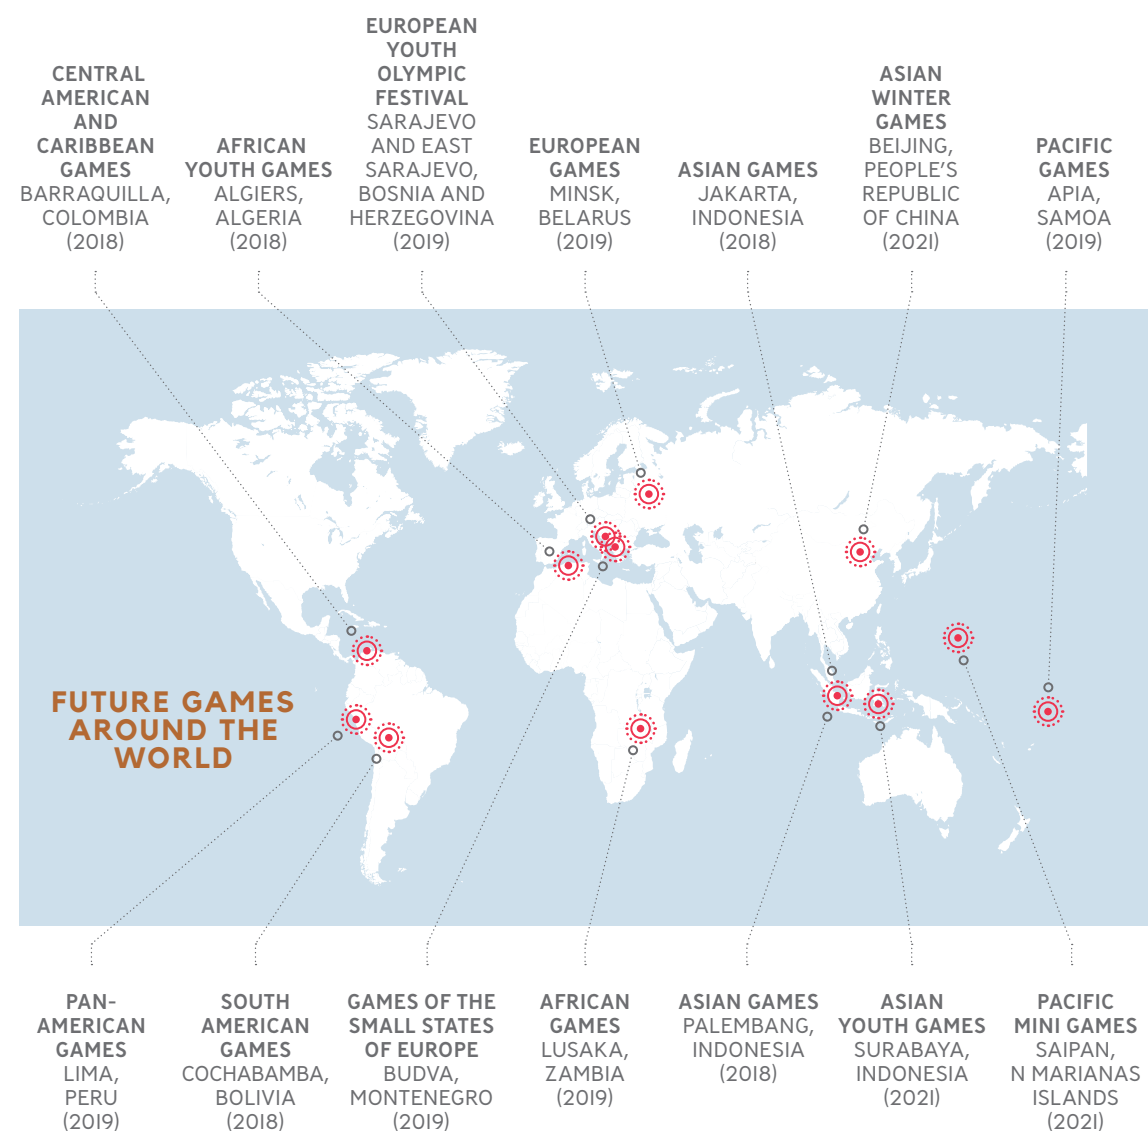 CENTRAL
AMERICAN
AND
CARIBBEAN
GAMES
BARRAQUILLA,
COLOMBIA
(2018)
AFRICAN
YOUTH GAMES
ALGIERS,
ALGERIA
(2018)
EUROPEAN
YOUTH
OLYMPIC
FESTIVAL
SARAJEVO
AND EAST
SARAJEVO,
BOSNIA AND
HERZEGOVINA
(2019)
EUROPEAN
GAMES
MINSK,
BELARUS
(2019)
ASIAN GAMES
JAKARTA,
INDONESIA
(2018)
ASIAN
WINTER
GAMES
BEIJING,
PEOPLE'S
REPUBLIC
OF CHINA
(2021)
PACIFIC
GAMES
APIA,
SAMOA
(2019)
FUTURE GAMES
AROUND THE
WORLD
PAN-
AMERICAN
GAMES
LIMA,
PERU
(2019)
SOUTH
AMERICAN
GAMES
COCHABAMBA,
BOLIVIA
(2018)
GAMES OF THE
SMALL STATES
OF EUROPE
BUDVA,
MONTENEGRO
(2019)
AFRICAN
GAMES
LUSAKA,
ZAMBIA
(2019)
ASIAN GAMES
PALEMBANG,
INDONESIA
(2018)
ASIAN
YOUTH GAMES
SURABAYA,
INDONESIA
(2021)
PACIFIC
MINI GAMES
SAIPAN,
N MARIANAS
ISLANDS
(2021)